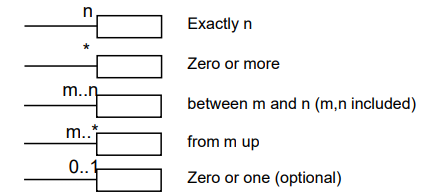 n Exactly n
* Zero or more
m..n between m and n (m,n included)
m..* from m up
0..1 Zero or one (optional)